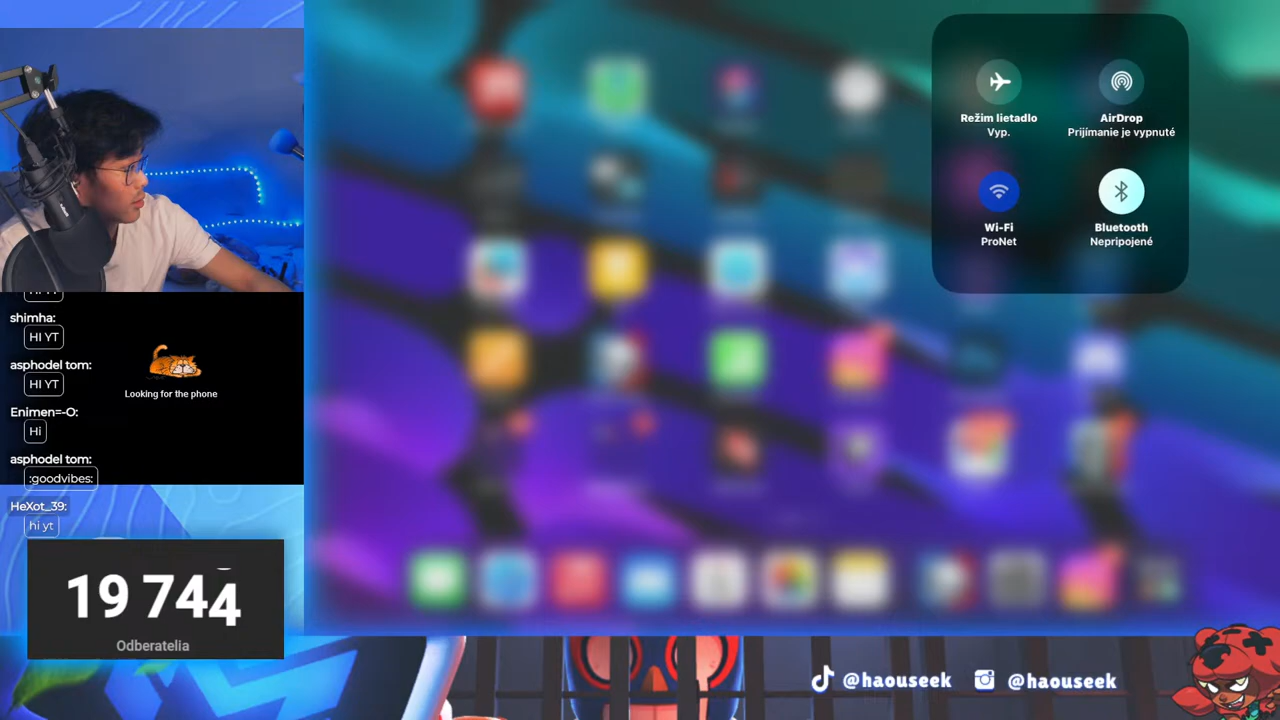 shimha:
HI YT
asphodel tom:
HI YT
Enimen=-O:
Hi
asphodel tom:
:goodvibes:
HeXot_39:
hi yt
Looking for the phone
19 744
Odberatelia
Režim lietadlo
Vyp.
AirDrop
Prijímanie je vypnuté
Wi-Fi
ProNet
Bluetooth
Nepripojené
@haouseek
@haouseek